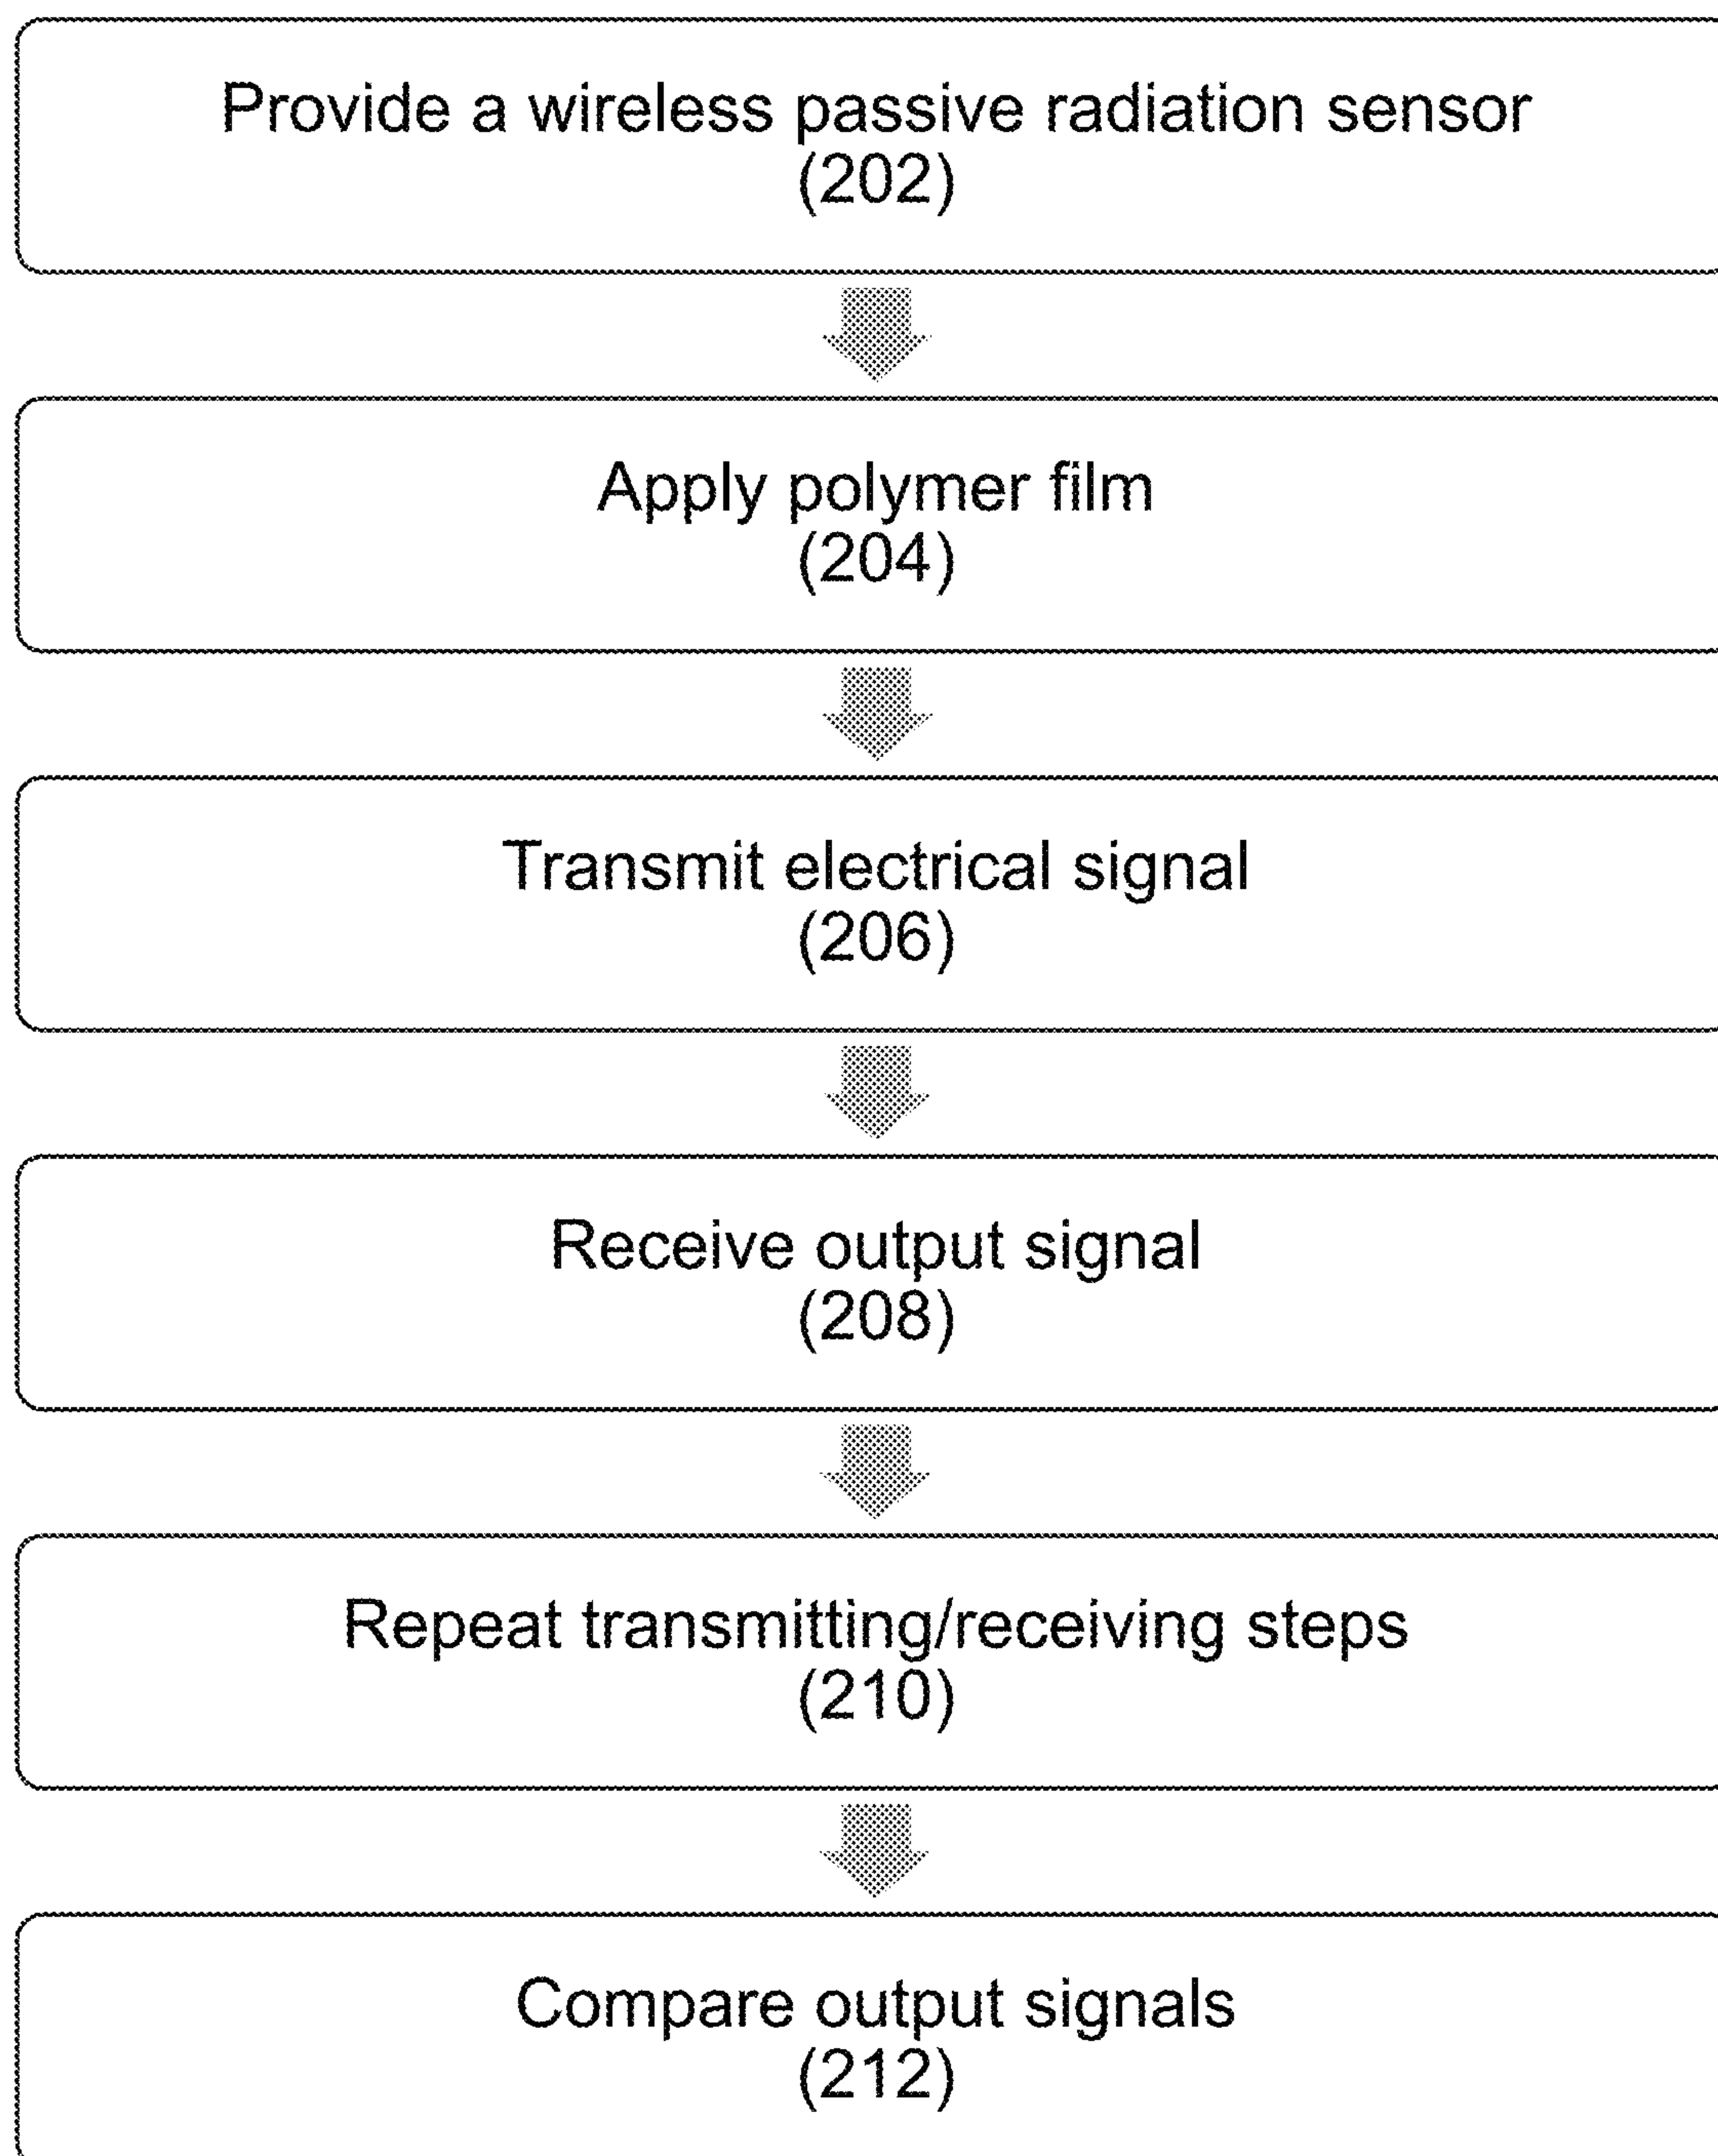 Provide a wireless passive radiation sensor
(202)
Apply polymer film
(204)
Transmit electrical signal
(206)
Receive output signal
(208)
Repeat transmitting/receiving steps
(210)
Compare output signals
(212)